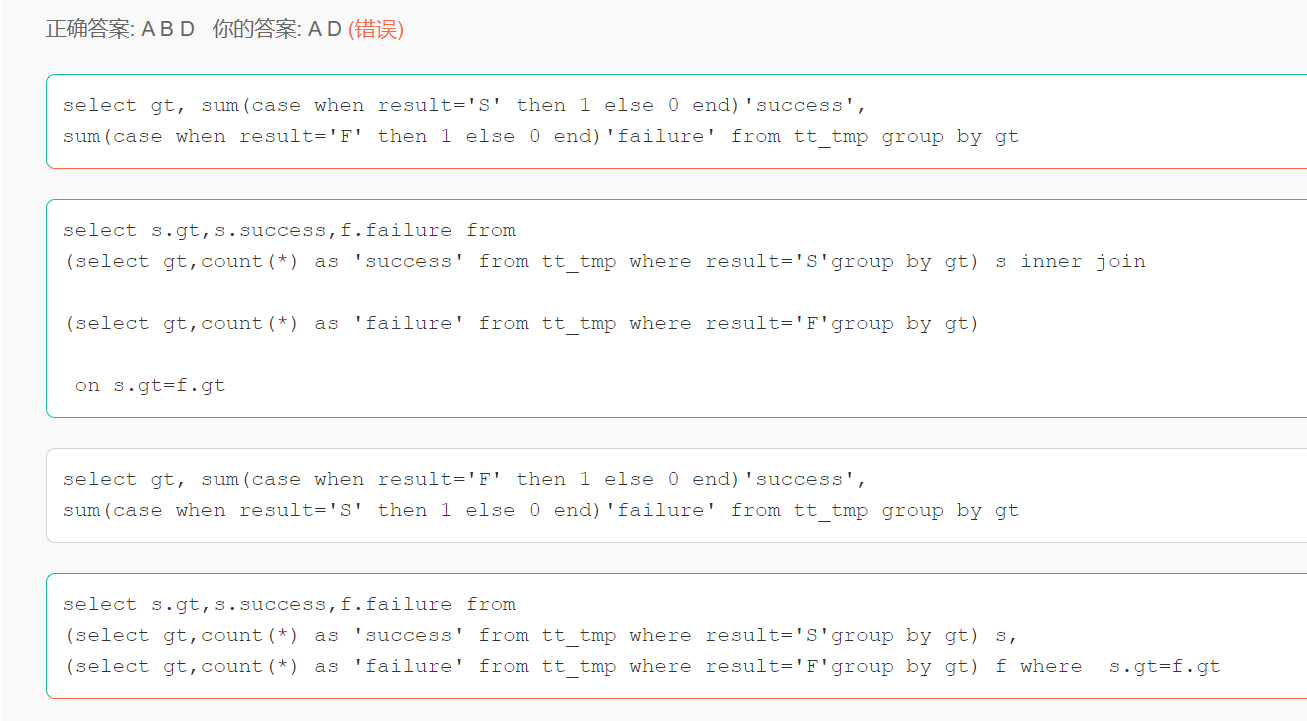 正确答案: A B D 你的答案: A D (错误)
select gt, sum(case when result='S' then 1 else 0 end)'success',
sum(case when result='F' then 1 else 0 end)'failure' from tt_tmp group by gt
select s.gt,s.success,f.failure from
(select gt,count(*) as 'success' from tt_tmp where result='S'group by gt) s inner join
(select gt,count(*) as 'failure' from tt_tmp where result='F'group by gt)
on s.gt=f.gt
select gt, sum(case when result='F' then 1 else 0 end)'success',
sum(case when result='S' then 1 else 0 end)'failure' from tt_tmp group by gt
select s.gt,s.success,f.failure from
(select gt,count(*) as 'success' from tt_tmp where result='S'group by gt) s,
(select gt,count(*) as 'failure' from tt_tmp where result='F'group by gt) f where s.gt=f.gt